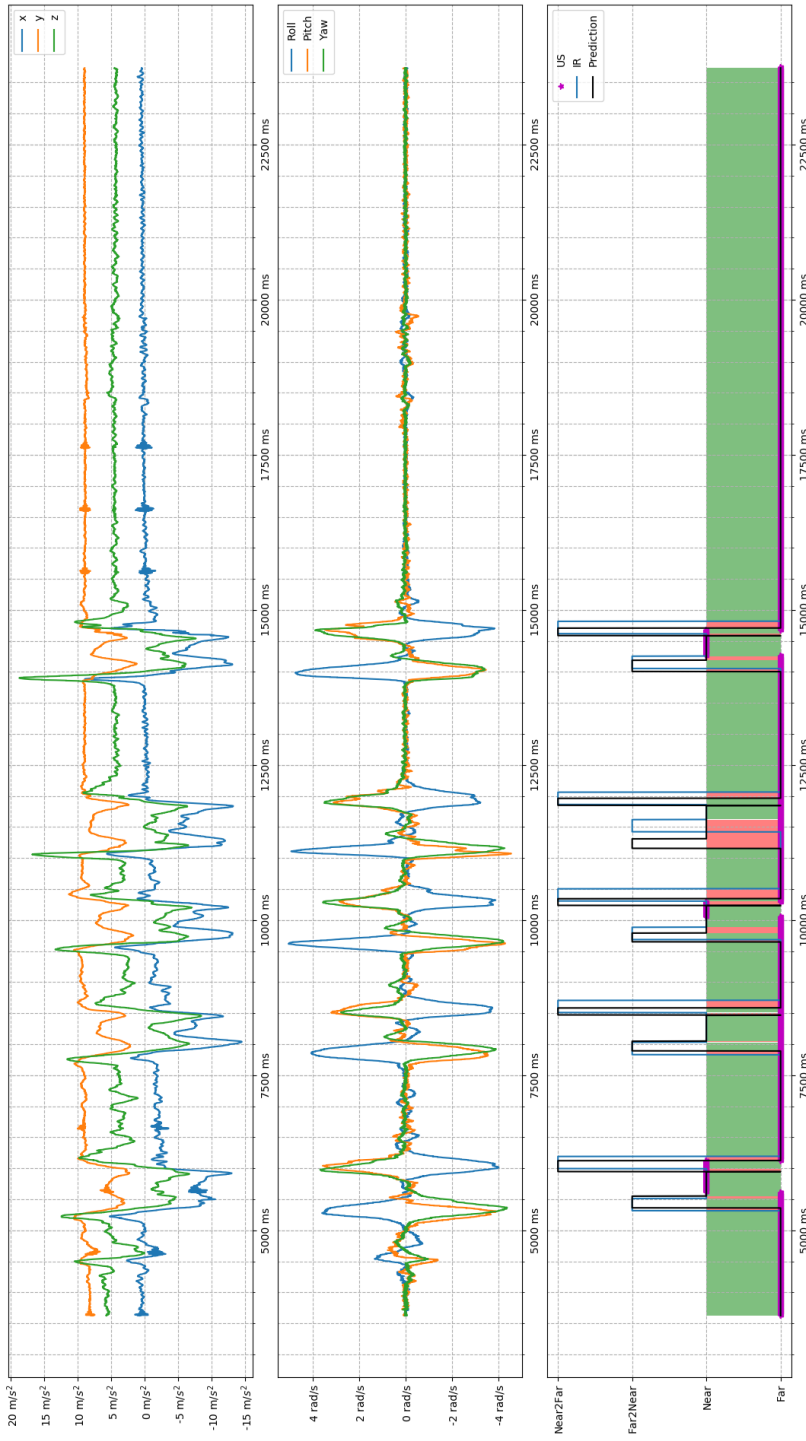 20 m/s²
15 m/s²
10 m/s²
5 m/s²
0 m/s²
-5 m/s²
-10 m/s²
-15 m/s²
5000 ms
7500 ms
10000 ms
12500 ms
15000 ms
17500 ms
20000 ms
22500 ms
x
y
z
4 rad/s
2 rad/s
0 rad/s
-2 rad/s
-4 rad/s
5000 ms
7500 ms
10000 ms
12500 ms
15000 ms
17500 ms
20000 ms
22500 ms
Roll
Pitch
Yaw
Near2Far
Far2Near
Near
Far
5000 ms
7500 ms
10000 ms
12500 ms
15000 ms
17500 ms
20000 ms
22500 ms
US
IR
Prediction